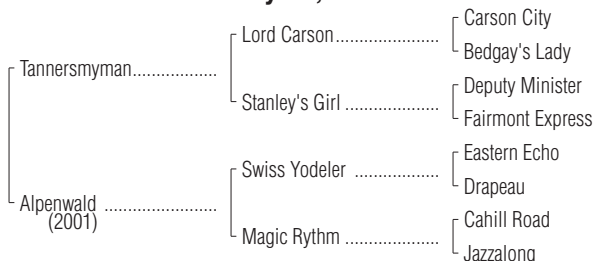 Carson City
Lord Carson..........................
Bedgay's Lady
Tannersmyman.................
Deputy Minister
Stanley's Girl .......................
Fairmont Express
Eastern Echo
Swiss Yodeler .....................
Drapeau
Alpenwald ......................
(2001)
Cahill Road
Magic Rythm .......................
Jazzalong